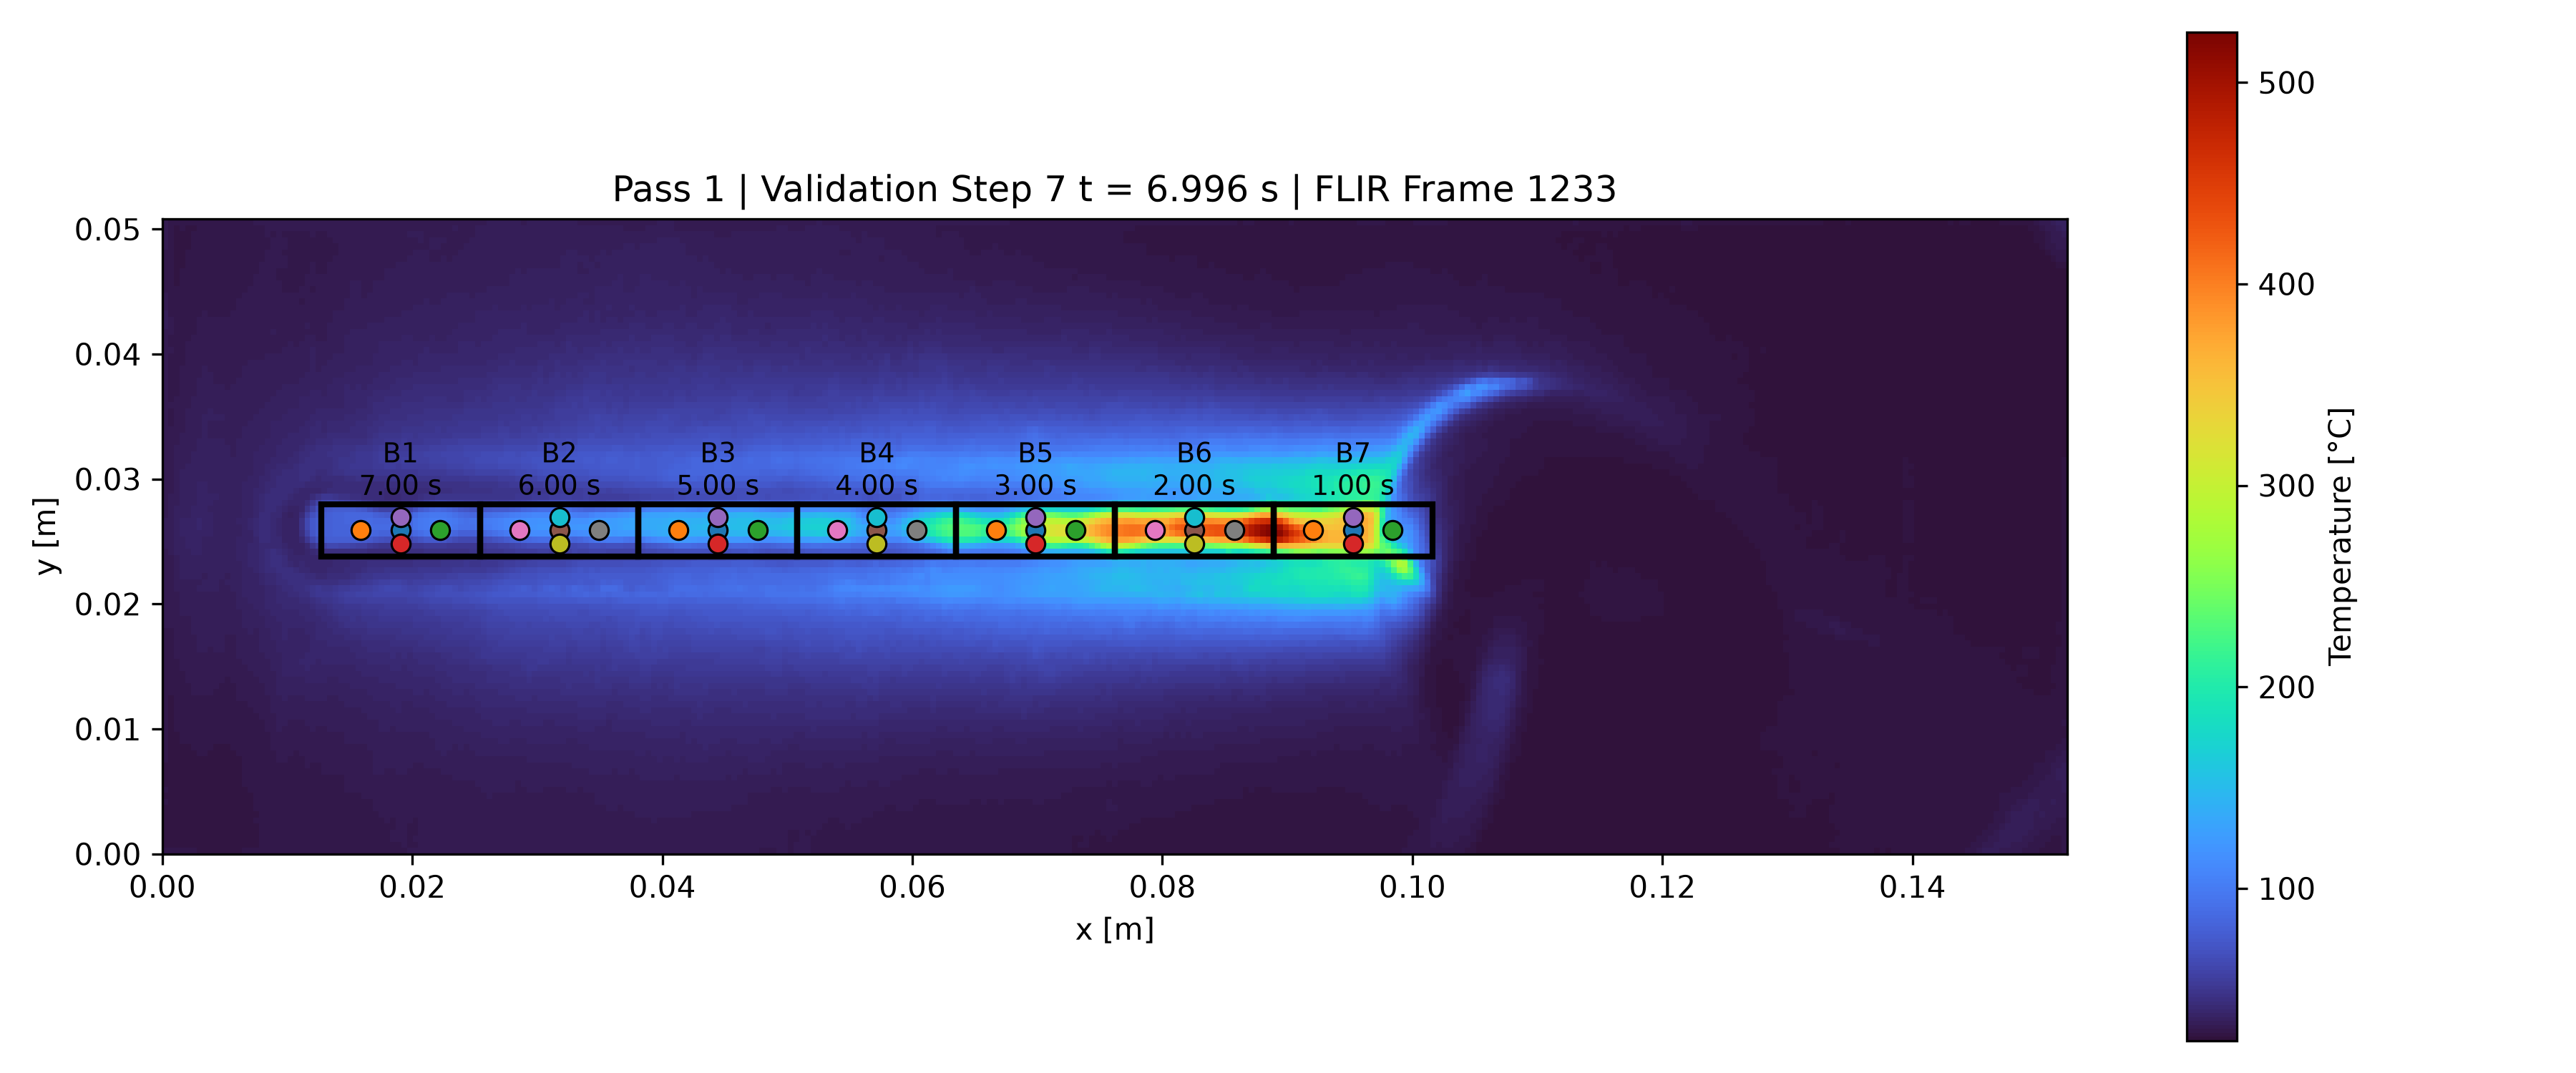 Pass 1 | Validation Step 7 t = 6.996 s | FLIR Frame 1233
0.05
0.04
0.03
0.02
0.01
0.00
y [m]
B1 B2 B3 B4 B5 B6 B7
7.00 s 6.00 s 5.00 s 4.00 s 3.00 s 2.00 s 1.00 s
0.00 0.02 0.04 0.06 0.08 0.10 0.12 0.14
x [m]
500
400
300
200
100
Temperature [°C]